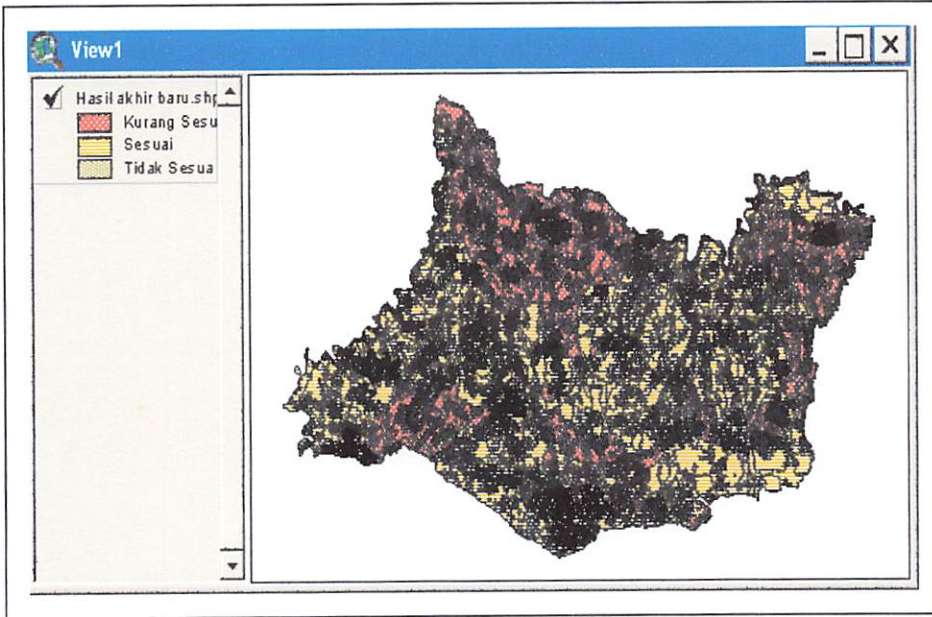 View1
Hasil akhir baru.shp
Kurang Sesu
Sesuai
Tidak Sesua